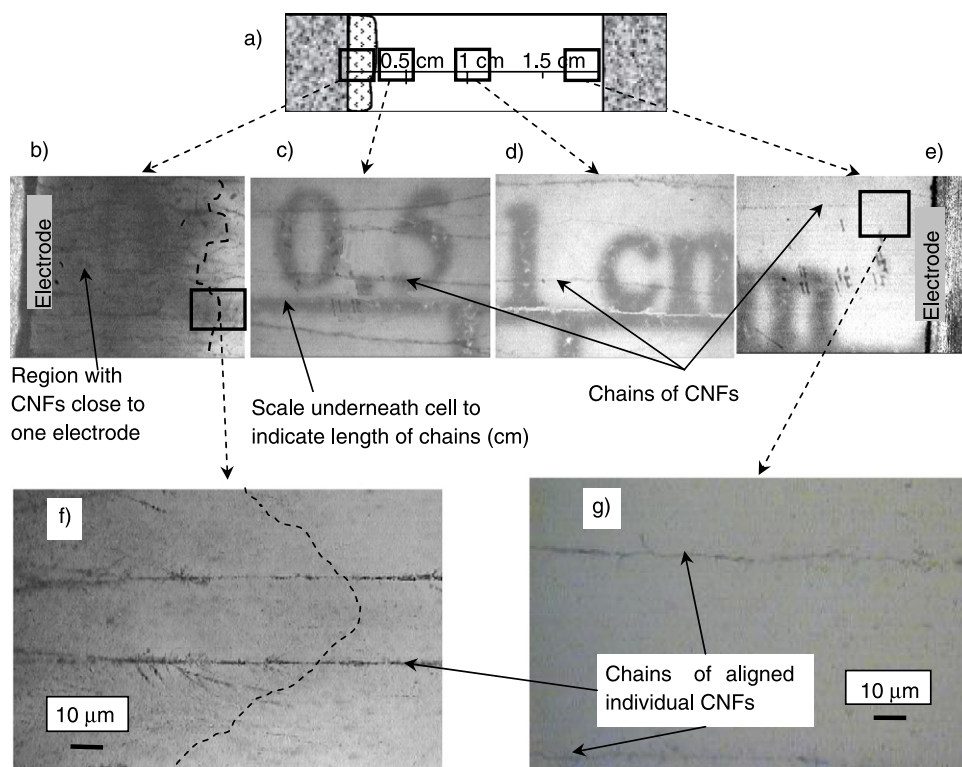 a)
0.5 cm
1 cm
1.5 cm
b)
c)
d)
e)
Electrode
0.5
1 cm
m
Electrode
Region with
CNFs close to
one electrode
Scale underneath cell to
indicate length of chains (cm)
Chains of CNFs
f)
g)
Chains of aligned
individual CNFs
10 μm
10 μm